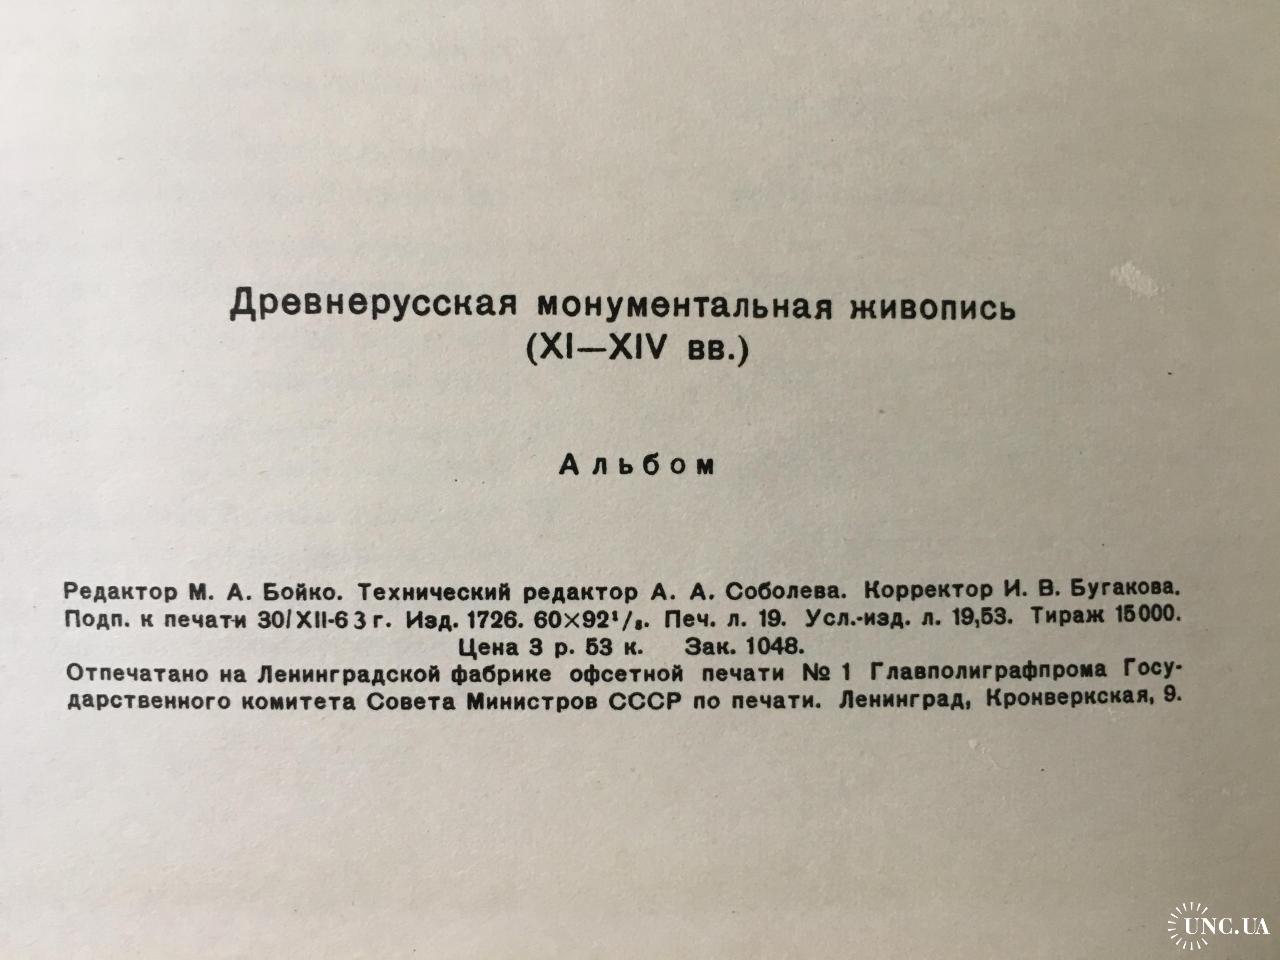 Древнерусская монументальная живопись
(XI—XIV вв.)
Альбом
Редактор М. А. Бойко. Технический редактор А. А. Соболева. Корректор И. В. Бугакова.
Подп. к печати 30/XII-63 г. Изд. 1726. 60×92¹/₈. Печ. л. 19. Усл.-изд. л. 19,53. Тираж 15000.
Цена 3 р. 53 к. Зак. 1048.
Отпечатано на Ленинградской фабрике офсетной печати № 1 Главполиграфпрома Госу-
дарственного комитета Совета Министров СССР по печати. Ленинград, Кронверкская, 9.
UNC.UA